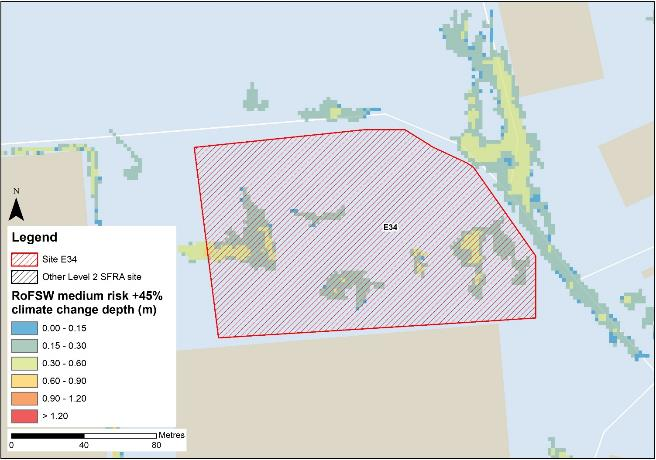 E34
N
Legend
Site E34
Other Level 2 SFRA site
RoFSW medium risk +45%
climate change depth (m)
0.00 - 0.15
0.15 - 0.30
0.30 - 0.60
0.60 - 0.90
0.90 - 1.20
> 1.20
Metres
0 40 80